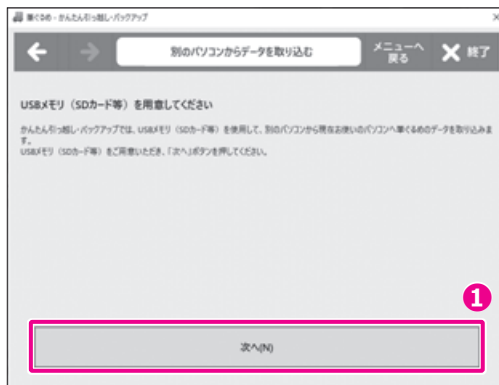 筆ぐるめ - かんたん引っ越し・バックアップ
別のパソコンからデータを取り込む
メニューへ
戻る
終了
USBメモリ（SDカード等）を用意してください
かんたん引っ越し・バックアップでは、USBメモリ（SDカード等）を使用して、別のパソコンから現在お使いのパソコンへ筆ぐるめのデータを取り込みま
す。
USBメモリ（SDカード等）をご用意いただき、「次へ」ボタンを押してください。
1
次へ(N)